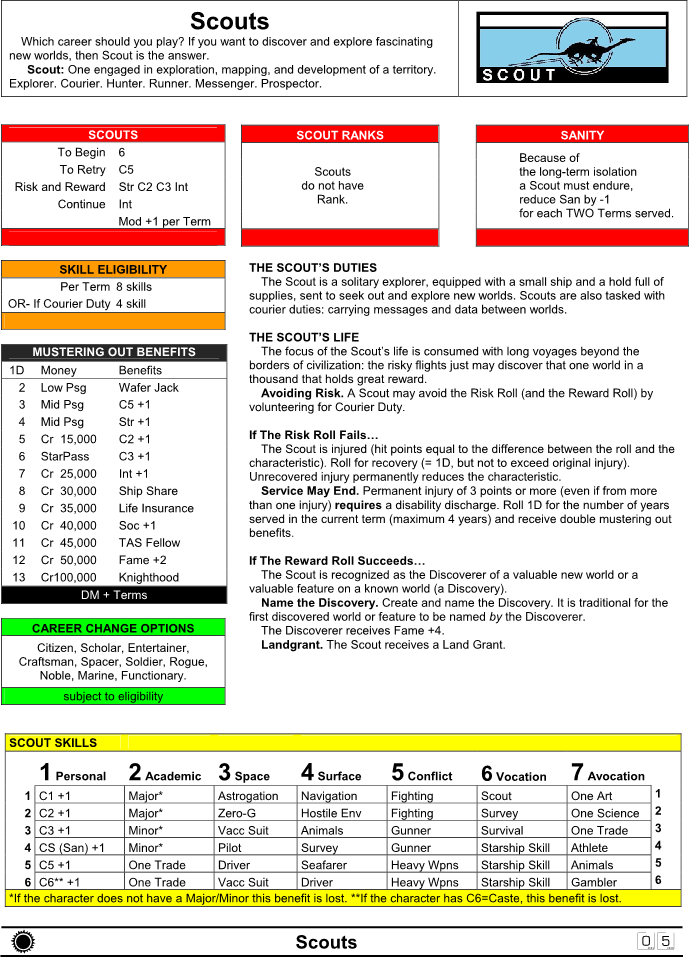 Scouts
Which career should you play? If you want to discover and explore fascinating
new worlds, then Scout is the answer.
Scout: One engaged in exploration, mapping, and development of a territory.
Explorer. Courier. Hunter. Runner. Messenger. Prospector.
SCOUT
SCOUTS
To Begin 6
To Retry C5
Risk and Reward Str C2 C3 Int
Continue Int
Mod +1 per Term
SCOUT RANKS
Scouts
do not have
Rank.
SANITY
Because of
the long-term isolation
a Scout must endure,
reduce San by -1
for each TWO Terms served.
SKILL ELIGIBILITY
Per Term 8 skills
OR- If Courier Duty 4 skill
MUSTERING OUT BENEFITS
1D Money Benefits
2 Low Psg Wafer Jack
3 Mid Psg C5 +1
4 Mid Psg Str +1
5 Cr 15,000 C2 +1
6 StarPass C3 +1
7 Cr 25,000 Int +1
8 Cr 30,000 Ship Share
9 Cr 35,000 Life Insurance
10 Cr 40,000 Soc +1
11 Cr 45,000 TAS Fellow
12 Cr 50,000 Fame +2
13 Cr100,000 Knighthood
DM + Terms
CAREER CHANGE OPTIONS
Citizen, Scholar, Entertainer,
Craftsman, Spacer, Soldier, Rogue,
Noble, Marine, Functionary.
subject to eligibility
THE SCOUT'S DUTIES
The Scout is a solitary explorer, equipped with a small ship and a hold full of
supplies, sent to seek out and explore new worlds. Scouts are also tasked with
courier duties: carrying messages and data between worlds.
THE SCOUT'S LIFE
The focus of the Scout's life is consumed with long voyages beyond the
borders of civilization: the risky flights just may discover that one world in a
thousand that holds great reward.
Avoiding Risk. A Scout may avoid the Risk Roll (and the Reward Roll) by
volunteering for Courier Duty.
If The Risk Roll Fails…
The Scout is injured (hit points equal to the difference between the roll and the
characteristic). Roll for recovery (= 1D, but not to exceed original injury).
Unrecovered injury permanently reduces the characteristic.
Service May End. Permanent injury of 3 points or more (even if from more
than one injury) requires a disability discharge. Roll 1D for the number of years
served in the current term (maximum 4 years) and receive double mustering out
benefits.
If The Reward Roll Succeeds…
The Scout is recognized as the Discoverer of a valuable new world or a
valuable feature on a known world (a Discovery).
Name the Discovery. Create and name the Discovery. It is traditional for the
first discovered world or feature to be named by the Discoverer.
The Discoverer receives Fame +4.
Landgrant. The Scout receives a Land Grant.
SCOUT SKILLS
1 Personal 2 Academic 3 Space 4 Surface 5 Conflict 6 Vocation 7 Avocation
1 C1 +1 Major* Astrogation Navigation Fighting Scout One Art 1
2 C2 +1 Major* Zero-G Hostile Env Fighting Survey One Science 2
3 C3 +1 Minor* Vacc Suit Animals Gunner Survival One Trade 3
4 CS (San) +1 Minor* Pilot Survey Gunner Starship Skill Athlete 4
5 C5 +1 One Trade Driver Seafarer Heavy Wpns Starship Skill Animals 5
6 C6** +1 One Trade Vacc Suit Driver Heavy Wpns Starship Skill Gambler 6
*If the character does not have a Major/Minor this benefit is lost. **If the character has C6=Caste, this benefit is lost.
Scouts
05